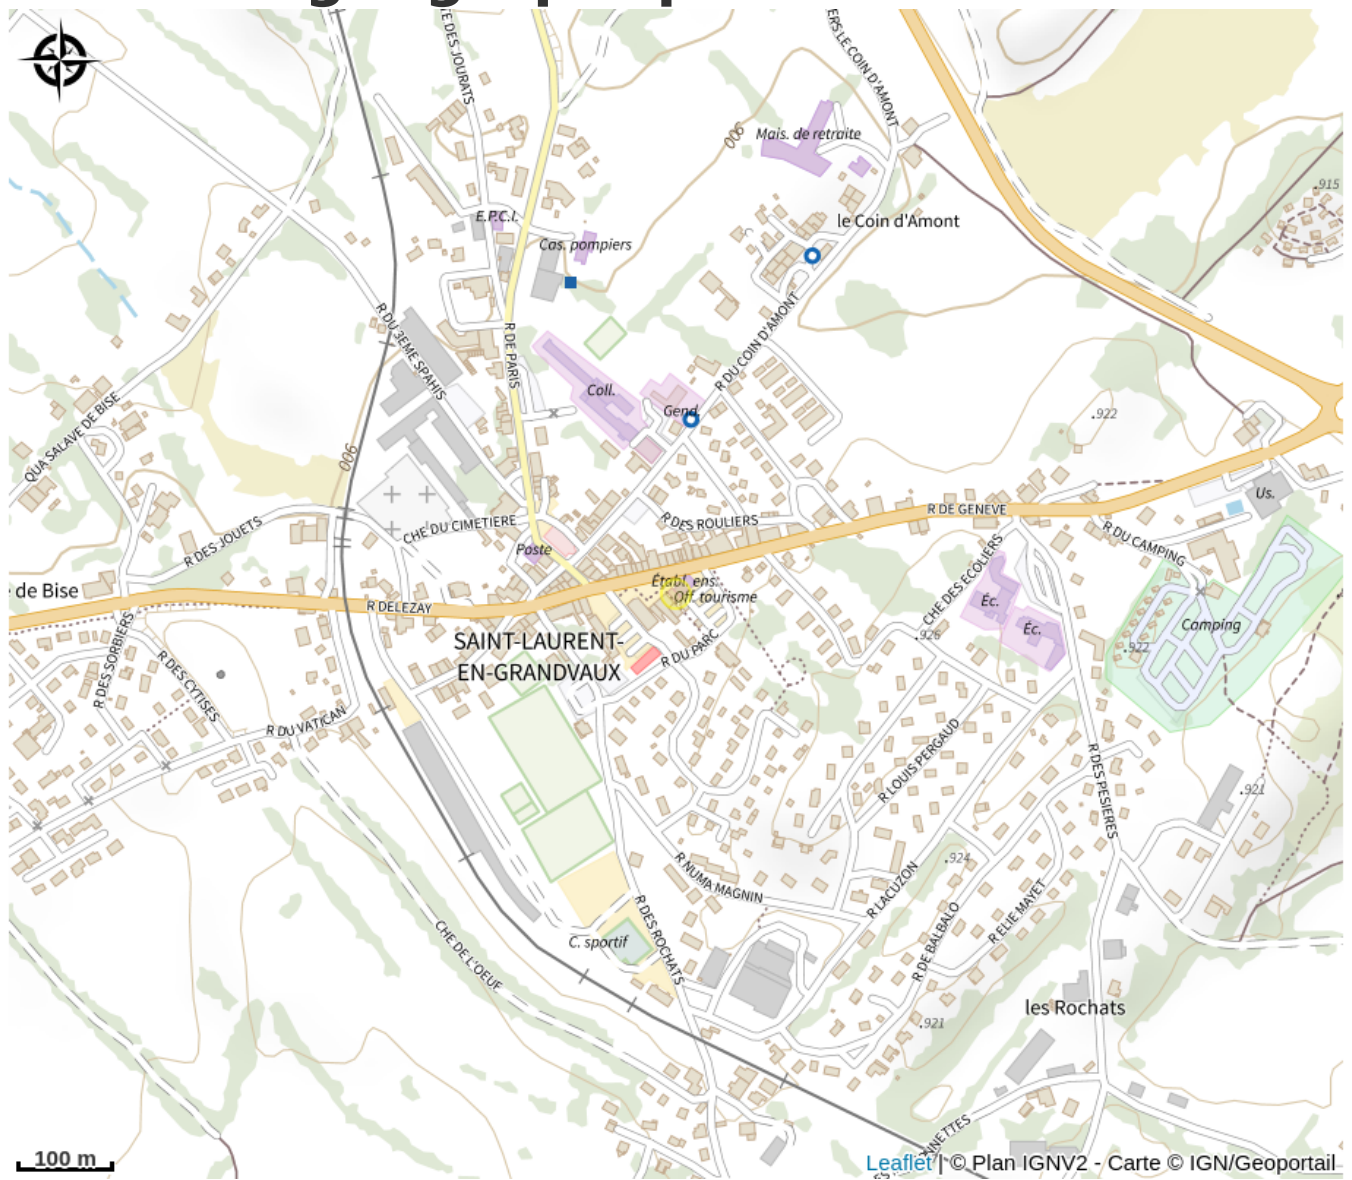 E DES JOURATS
ERS LE COIN D'AMONT
Mais. de retraite
006
.915
E.P.C.I.
le Coin d'Amont
Cas. pompiers
R DU 3EME SPAHIS
R DE PARIS
R DU COIN D'AMONT
Coll.
Gend.
.922
QUA SALAVE DE BISE
006
Us.
R DE GENEVE
R DES ROULIERS
CHE DU CIMETIERE
R DES JOUETS
R DU CAMPING
Poste
CHE DES ECOLIERS
Établ. ens.
Off. tourisme
e de Bise
R DELEZAY
Éc.
Éc.
Camping
.926
.922
SAINT-LAURENT-
EN-GRANDVAUX
R DU PARC
R DES SORBIERS
R DES CYTISES
R DU VATICAN
R LOUIS PERGAUD
R DES PESIERES
.921
R NUMA MAGNIN
.924
R LACUZON
R ELIE MAYET
R DE BALBALO
R DES ROCHATS
C. sportif
CHE DE L'OEUF
les Rochats
.921
100 m
Leaflet | © Plan IGNV2 - Carte © IGN/Geoportail